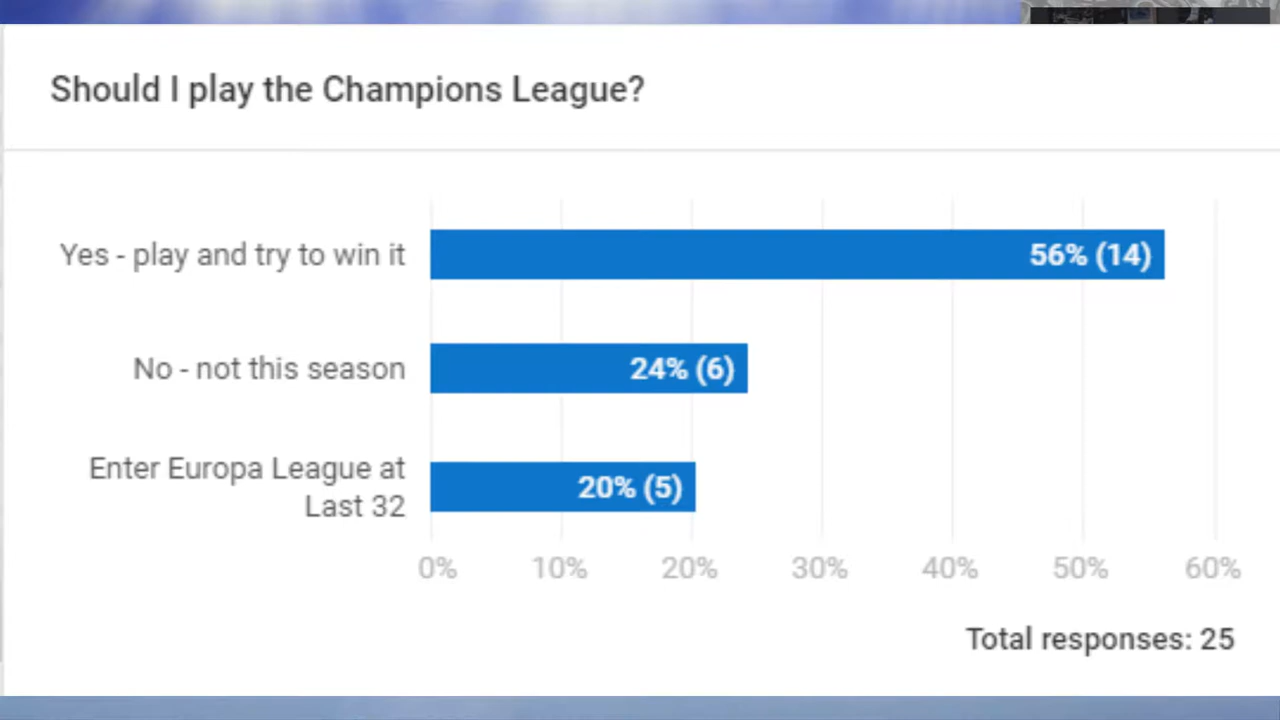 Should I play the Champions League?
Yes - play and try to win it
56% (14)
No - not this season
24% (6)
Enter Europa League at
Last 32
20% (5)
0% 10% 20% 30% 40% 50% 60%
Total responses: 25